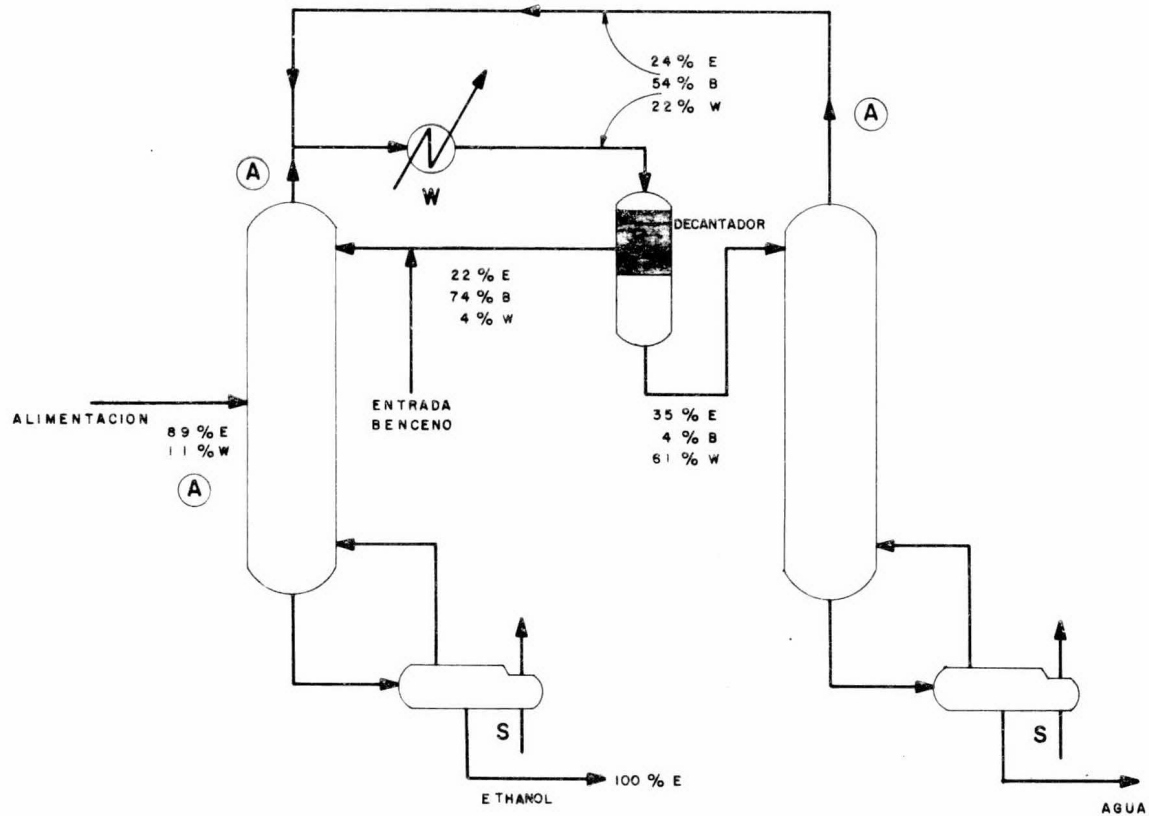 24 % E
54 % B
22 % W
A
A
W
DECANTADOR
22 % E
74 % B
4 % W
ALIMENTACION
89 % E
11 % W
A
ENTRADA
BENCENO
35 % E
4 % B
61 % W
S
100 % E
ETHANOL
S
AGUA